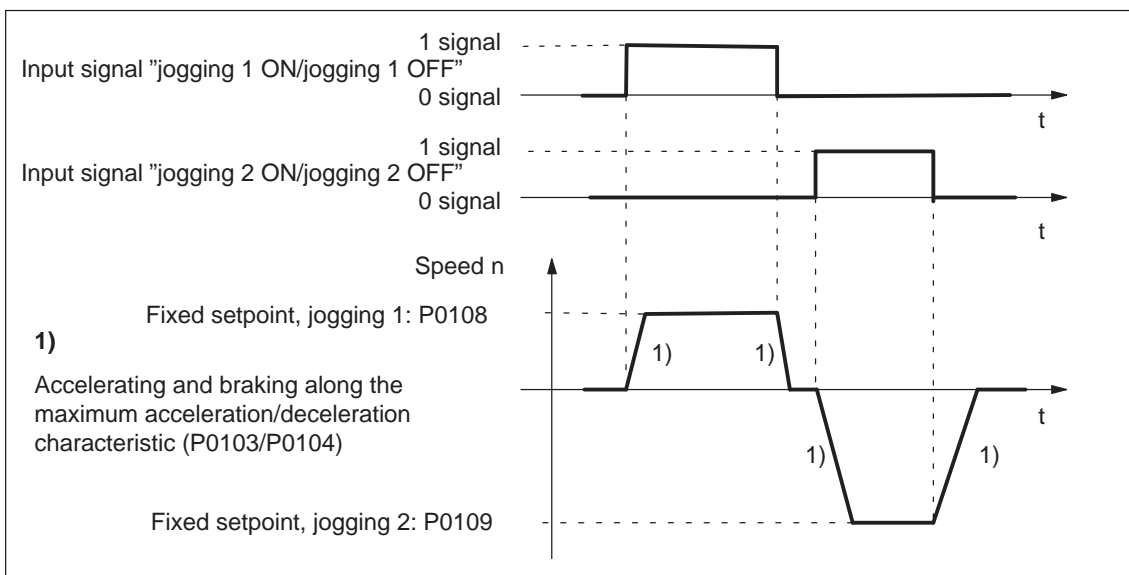 1 signal
Input signal ”jogging 1 ON/jogging 1 OFF”
0 signal
t
1 signal
Input signal ”jogging 2 ON/jogging 2 OFF”
0 signal
t
Speed n
Fixed setpoint, jogging 1: P0108
1)
1)
1)
Accelerating and braking along the
maximum acceleration/deceleration
characteristic (P0103/P0104)
t
1)
1)
Fixed setpoint, jogging 2: P0109